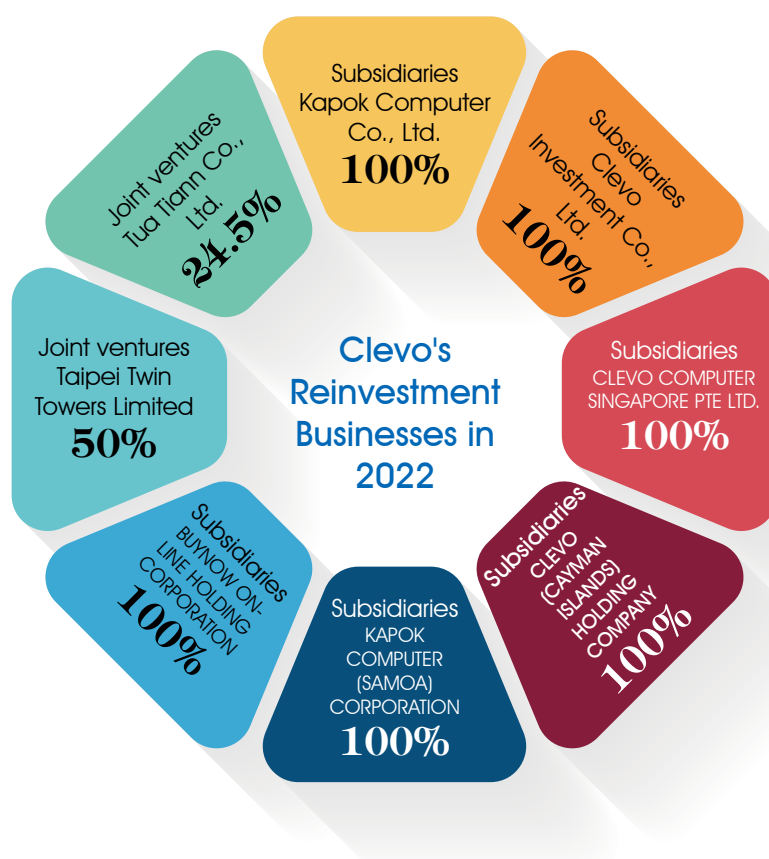 Subsidiaries
Kapok Computer
Co., Ltd.
100%
Subsidiaries
Clevo
Investment Co.,
Ltd.
100%
Subsidiaries
CLEVO COMPUTER
SINGAPORE PTE LTD.
100%
Subsidiaries
CLEVO
(CAYMAN
ISLANDS)
HOLDING
COMPANY
100%
Subsidiaries
KAPOK
COMPUTER
(SAMOA)
CORPORATION
100%
Subsidiaries
BUYNOW ON-
LINE HOLDING
CORPORATION
100%
Joint ventures
Taipei Twin
Towers Limited
50%
Joint ventures
Tua Tiann Co.,
Ltd.
24.5%
Clevo's
Reinvestment
Businesses in
2022